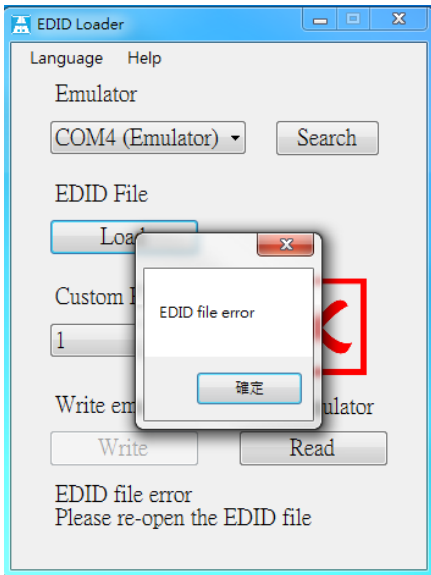 EDID Loader
Language Help
Emulator
COM4 (Emulator) Search
EDID File
Custom
EDID file error
1
確定
Write
Write Read
EDID file error
Please re-open the EDID file